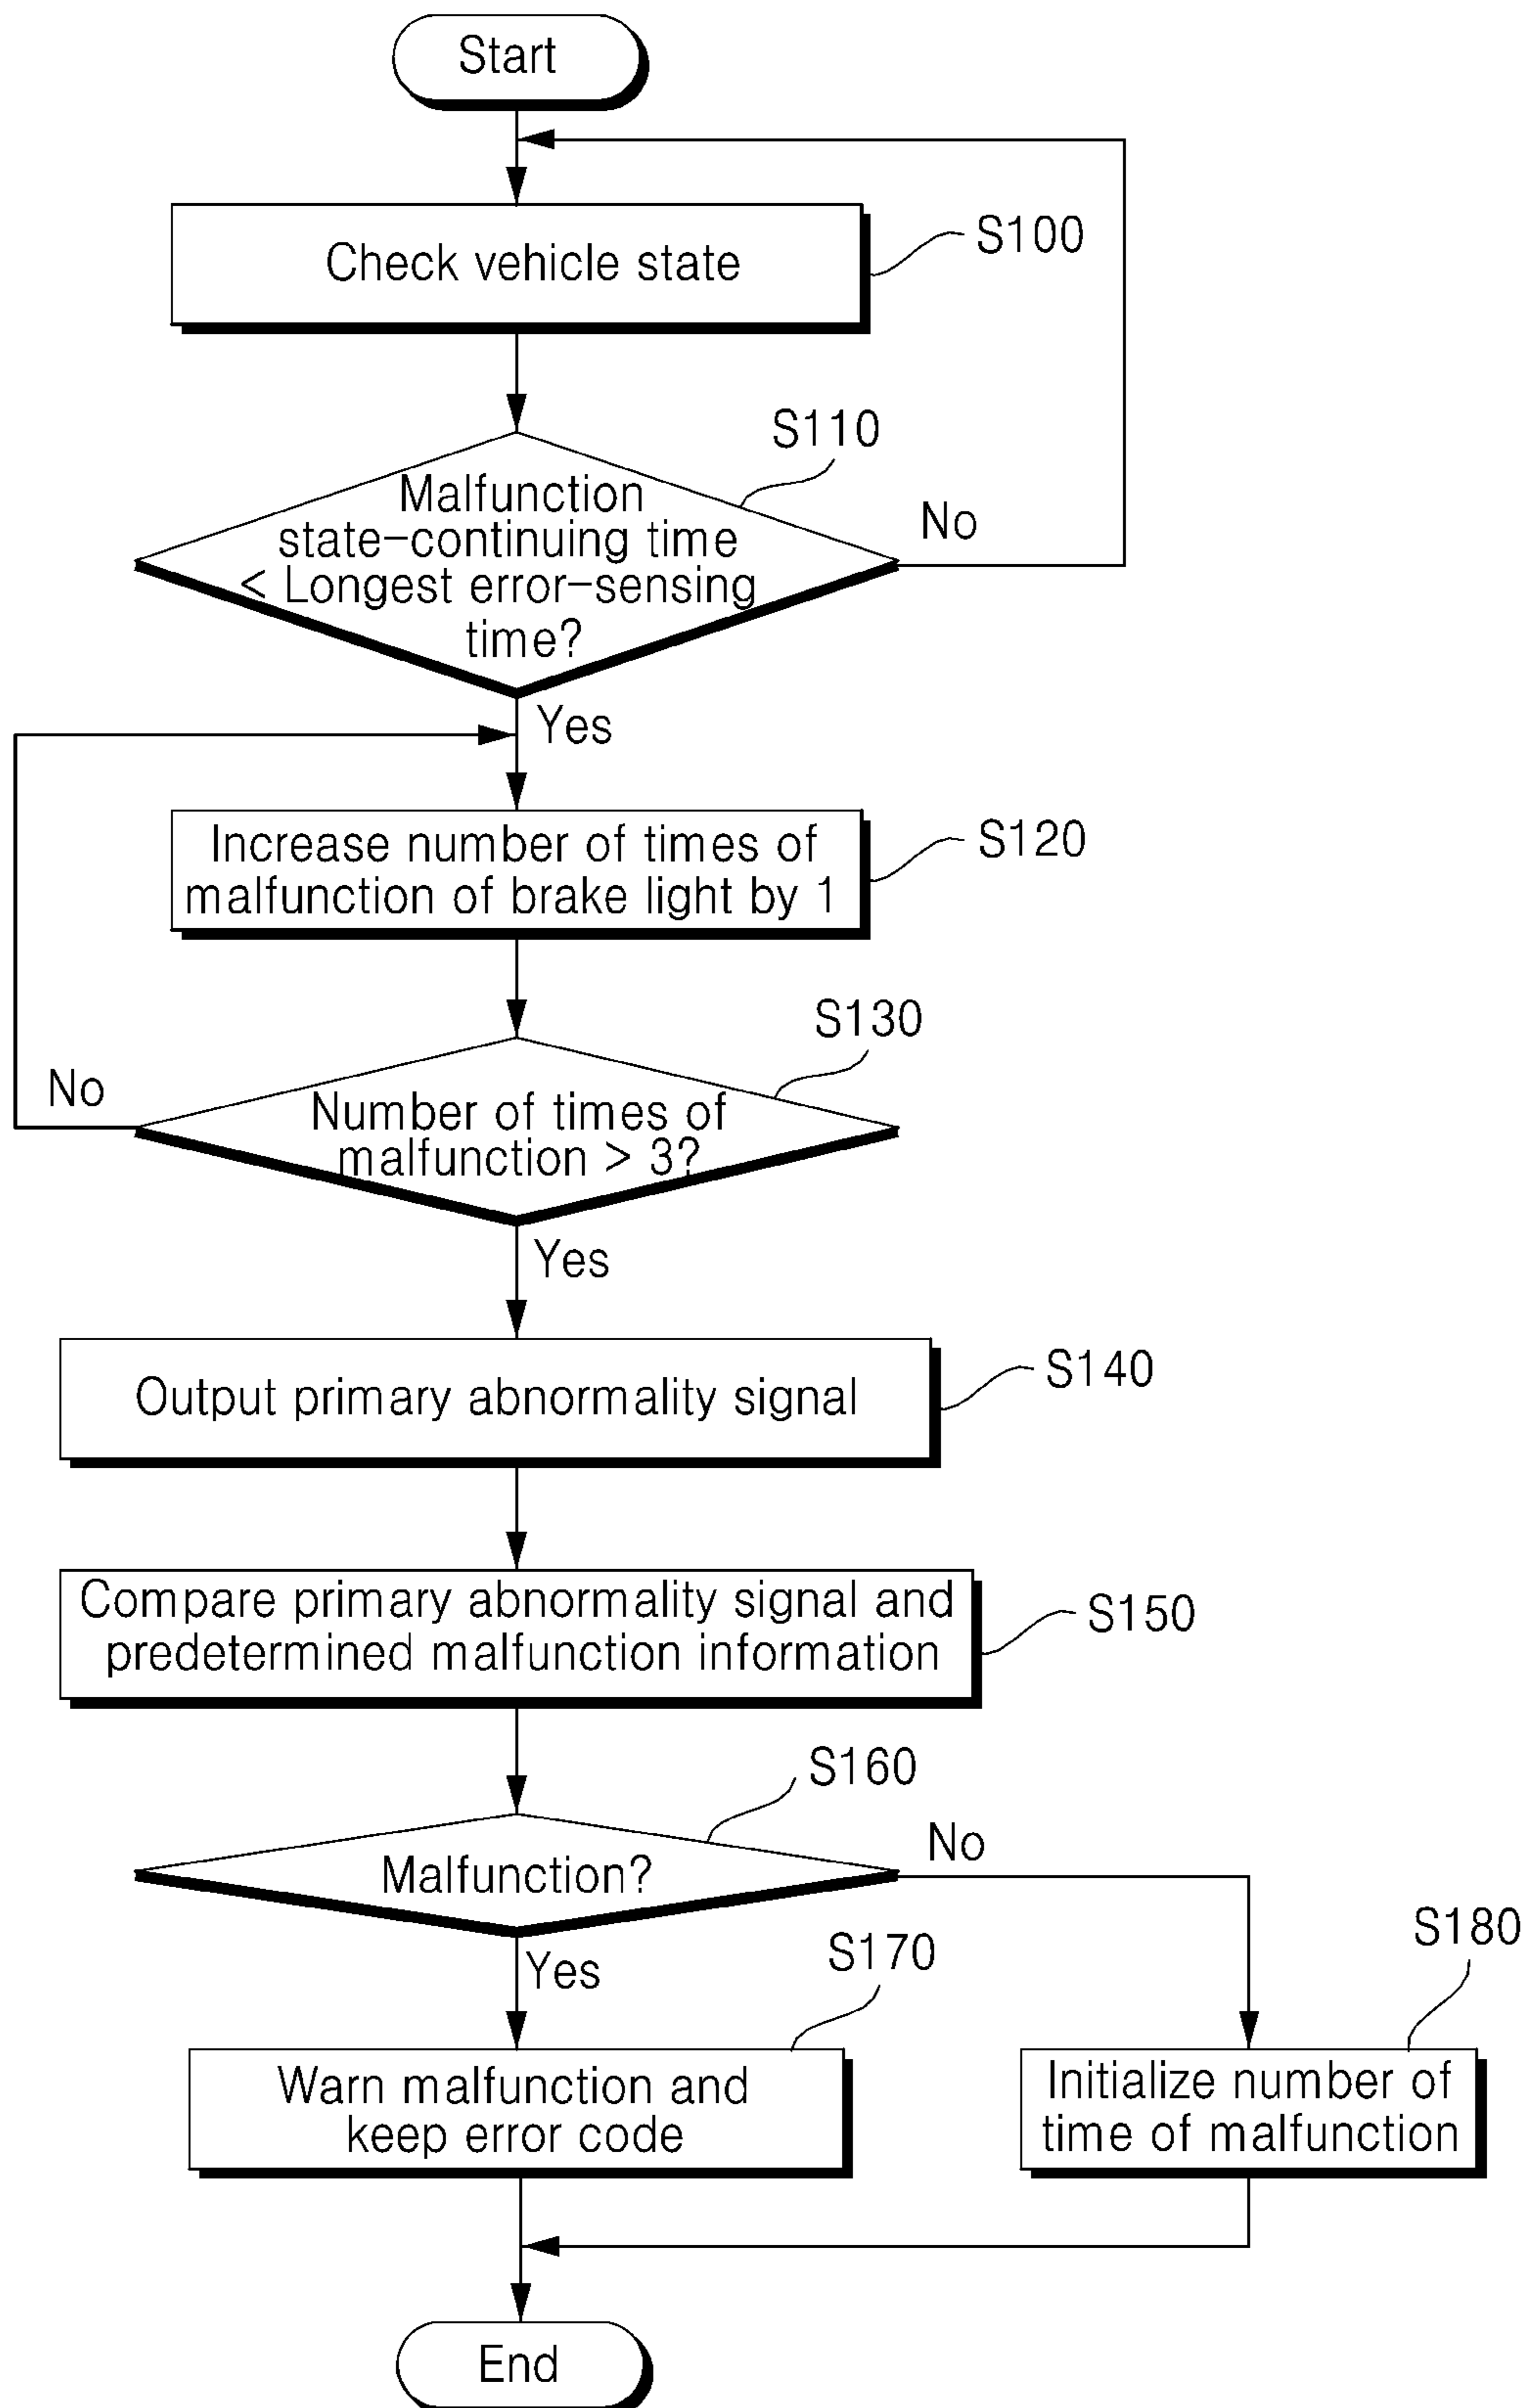 Start
Check vehicle state
S100
S110
Malfunction
state-continuing time
< Longest error-sensing
time?
No
Yes
Increase number of times of
malfunction of brake light by 1
S120
S130
No
Number of times of
malfunction > 3?
Yes
Output primary abnormality signal
S140
Compare primary abnormality signal and
predetermined malfunction information
S150
S160
Malfunction?
No
Yes
S170
S180
Warn malfunction and
keep error code
Initialize number of
time of malfunction
End